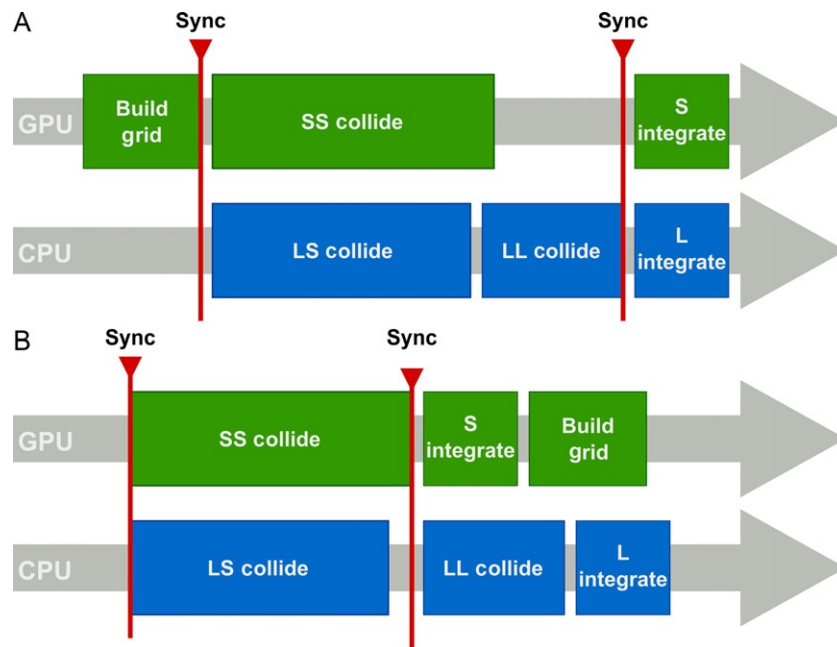 A
Sync
Sync
GPU
Build
grid
SS collide
S
integrate
CPU
LS collide
LL collide
L
integrate
B
Sync
Sync
GPU
SS collide
S
integrate
Build
grid
CPU
LS collide
LL collide
L
integrate